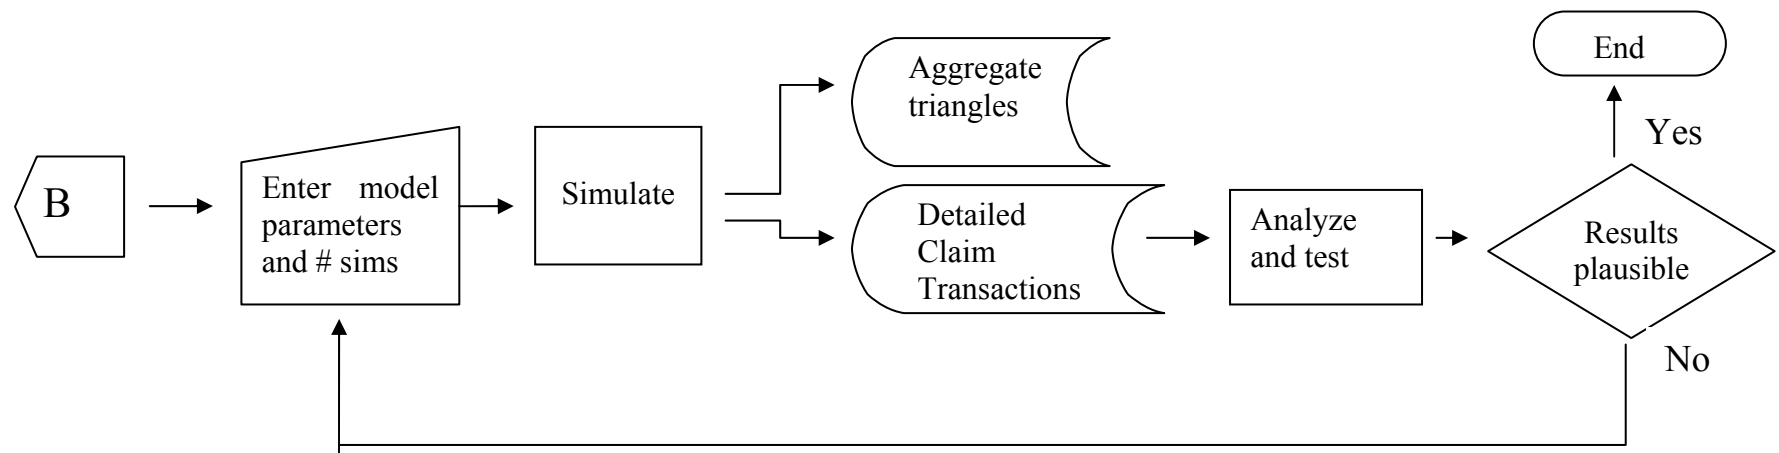 B
Enter model
parameters
and # sims
Simulate
Aggregate
triangles
Detailed
Claim
Transactions
Analyze
and test
Results
plausible
End
Yes
No